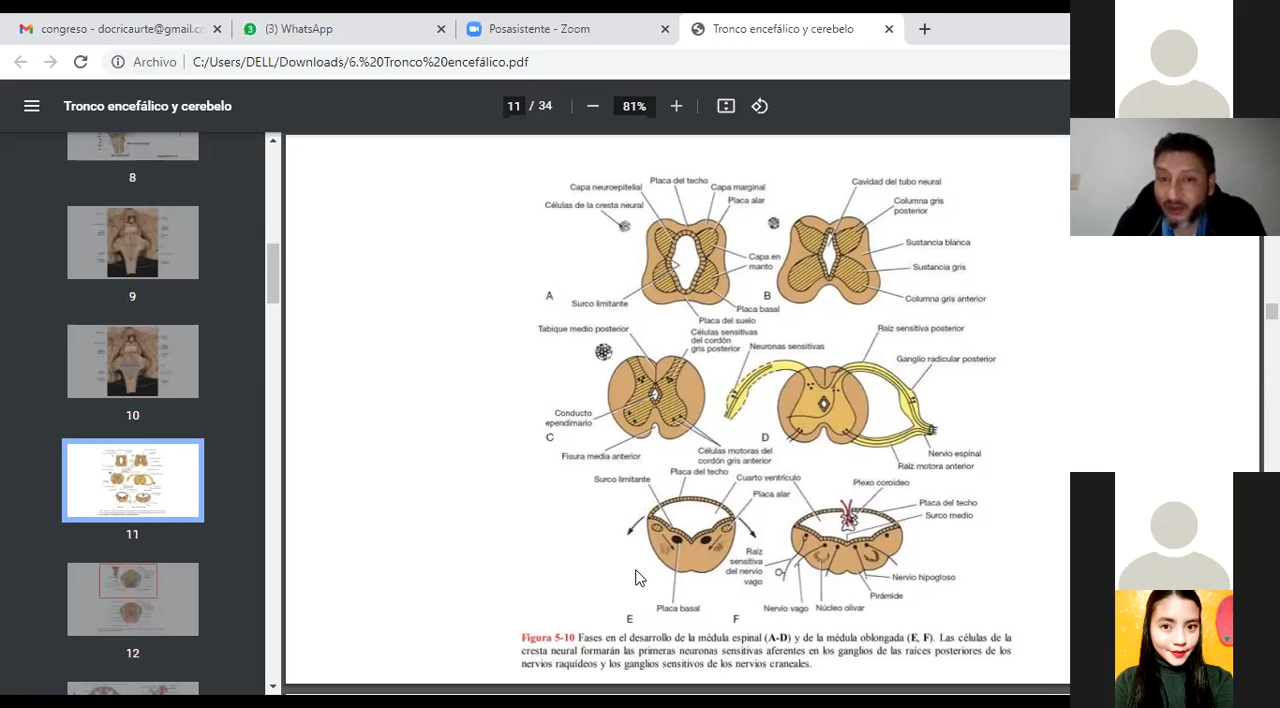 congreso - docricaurte@gmail.cc
(3) WhatsApp
Posasistente - Zoom
Tronco encefálico y cerebelo
Archivo
C:/Users/DELL/Downloads/6.%20Tronco%20encefálico.pdf
Tronco encefálico y cerebelo
11 / 34
81%
8
9
10
11
12
Placa del techo
Capa neuroepitelial
Capa marginal
Células de la cresta neural
Placa alar
Capa en
manto
A
Surco limitante
Placa basal
Placa del suelo
Cavidad del tubo neural
Columna gris
posterior
Sustancia blanca
Sustancia gris
B
Columna gris anterior
Tabique medio posterior
Células sensitivas
del cordón
gris posterior
Conducto
ependimario
C
Fisura media anterior
Células motoras del
cordón gris anterior
Neuronas sensitivas
Raíz sensitiva posterior
Ganglio radicular posterior
D
Nervio espinal
Raíz motora anterior
Placa del techo
Surco limitante
Cuarto ventrículo
Placa alar
Placa basal
E
Plexo coroideo
Placa del techo
Surco medio
Raíz
sensitiva
del nervio
vago
Nervio hipogloso
Pirámide
Nervio vago
Núcleo olivar
F
Figura 5-10 Fases en el desarrollo de la médula espinal (A-D) y de la médula oblongada (E, F). Las células de la
cresta neural formarán las primeras neuronas sensitivas aferentes en los ganglios de las raíces posteriores de los
nervios raquídeos y los ganglios sensitivos de los nervios craneales.